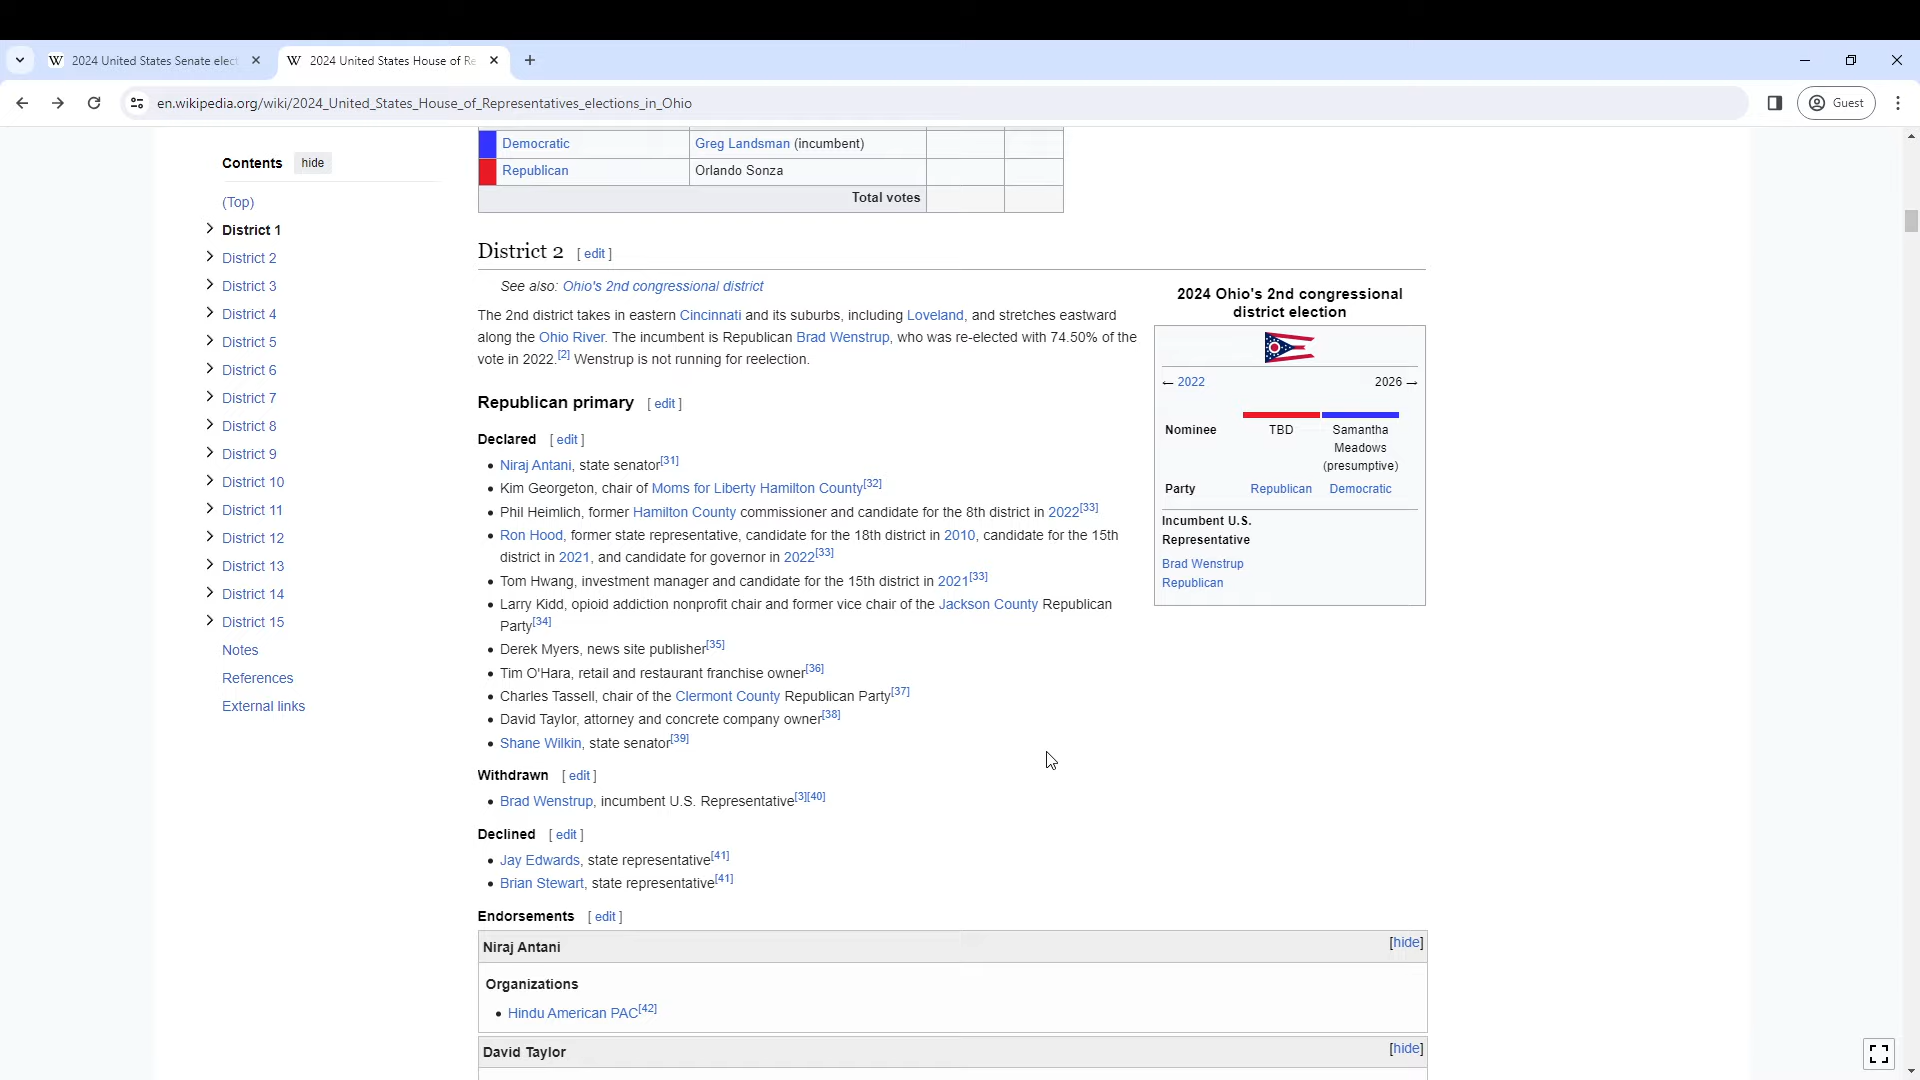 2024 United States Senate elect
2024 United States House of Re
en.wikipedia.org/wiki/2024_United_States_House_of_Representatives_elections_in_Ohio
Guest
Contents hide
(Top)
District 1
District 2
District 3
District 4
District 5
District 6
District 7
District 8
District 9
District 10
District 11
District 12
District 13
District 14
District 15
Notes
References
External links
Democratic Greg Landsman (incumbent)
Republican Orlando Sonza
Total votes
District 2 [ edit ]
See also: Ohio's 2nd congressional district
The 2nd district takes in eastern Cincinnati and its suburbs, including Loveland, and stretches eastward
along the Ohio River. The incumbent is Republican Brad Wenstrup, who was re-elected with 74.50% of the
vote in 2022.[2] Wenstrup is not running for reelection.
Republican primary [ edit ]
Declared [ edit ]
• Niraj Antani, state senator[31]
• Kim Georgeton, chair of Moms for Liberty Hamilton County[32]
• Phil Heimlich, former Hamilton County commissioner and candidate for the 8th district in 2022[33]
• Ron Hood, former state representative, candidate for the 18th district in 2010, candidate for the 15th
district in 2021, and candidate for governor in 2022[33]
• Tom Hwang, investment manager and candidate for the 15th district in 2021[33]
• Larry Kidd, opioid addiction nonprofit chair and former vice chair of the Jackson County Republican
Party[34]
• Derek Myers, news site publisher[35]
• Tim O'Hara, retail and restaurant franchise owner[36]
• Charles Tassell, chair of the Clermont County Republican Party[37]
• David Taylor, attorney and concrete company owner[38]
• Shane Wilkin, state senator[39]
Withdrawn [ edit ]
• Brad Wenstrup, incumbent U.S. Representative[3][40]
Declined [ edit ]
• Jay Edwards, state representative[41]
• Brian Stewart, state representative[41]
Endorsements [ edit ]
Niraj Antani [hide]
Organizations
• Hindu American PAC[42]
David Taylor [hide]
2024 Ohio's 2nd congressional
district election
← 2022 2026 →
Nominee TBD Samantha
Meadows
(presumptive)
Party Republican Democratic
Incumbent U.S.
Representative
Brad Wenstrup
Republican